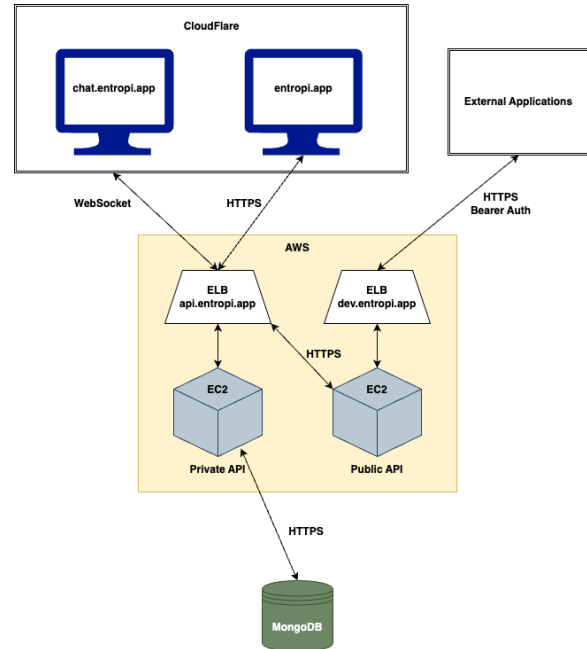 CloudFlare
chat.entropi.app
entropi.app
External Applications
WebSocket
HTTPS
HTTPS
Bearer Auth
AWS
ELB
api.entropi.app
ELB
dev.entropi.app
HTTPS
EC2
EC2
Private API
Public API
HTTPS
MongoDB